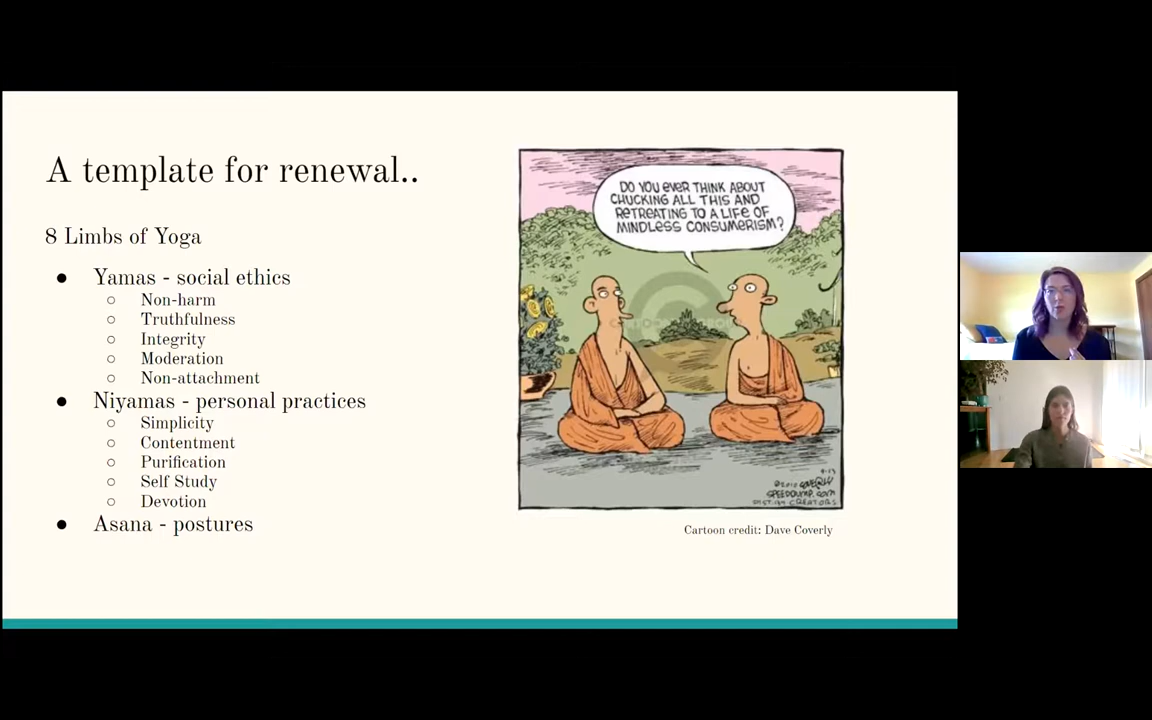 A template for renewal..
8 Limbs of Yoga
● Yamas - social ethics
○ Non-harm
○ Truthfulness
○ Integrity
○ Moderation
○ Non-attachment
● Niyamas - personal practices
○ Simplicity
○ Contentment
○ Purification
○ Self Study
○ Devotion
● Asana - postures
DO YOU EVER THINK ABOUT
CHUCKING ALL THIS AND
RETREATING TO A LIFE OF
MINDLESS CONSUMERISM?
SPEEDBUMP.COM
Cartoon credit: Dave Coverly